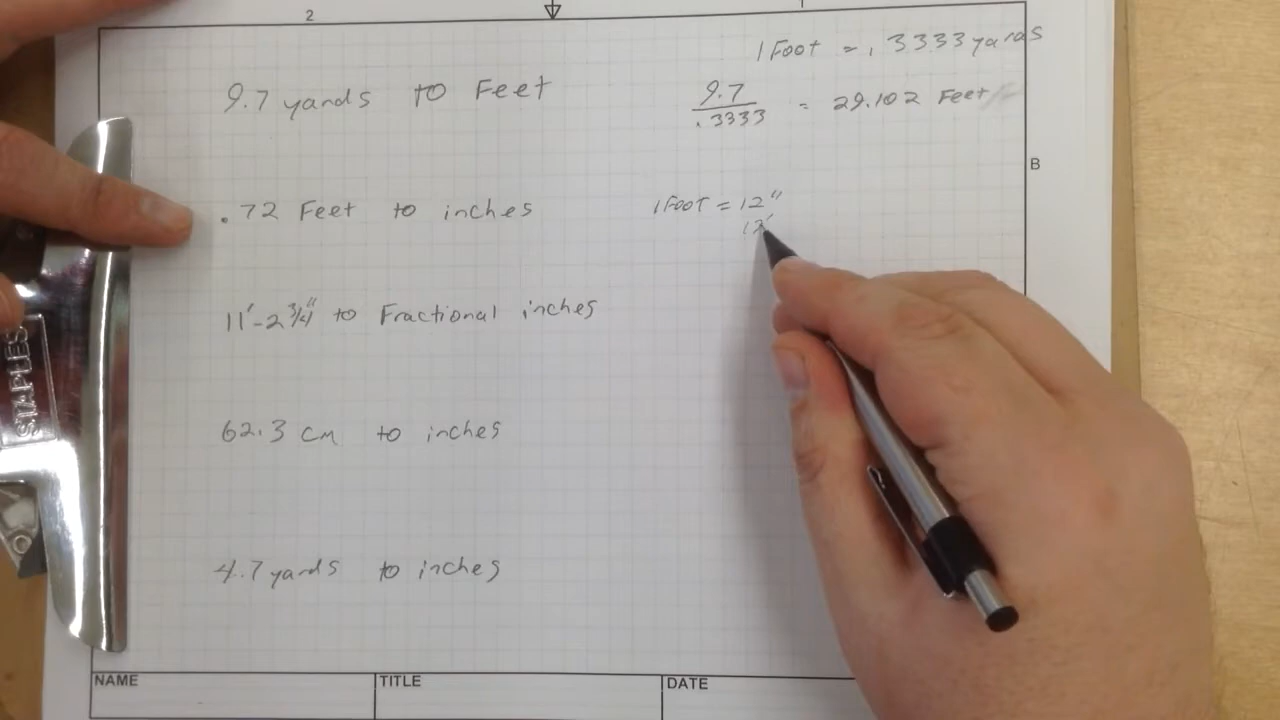 2
1 Foot = .3333 yards
9.7 yards to Feet
9.7
.3333
= 29.102 Feet
B
.72 Feet to inches
1 FOOT = 12"
12"
11'-2 3/4" to Fractional inches
62.3 cm to inches
4.7 yards to inches
STAPLES
NAME
TITLE
DATE